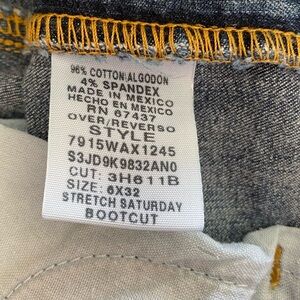 96% COTTON\ALGODON
4% SPANDEX
MADE IN MEXICO
HECHO EN MEXICO
RN 67437
OVER/REVERSO
STYLE
7915WAX1245
S3JD9K9832AN0
CUT: 3H611B
SIZE: 6X32
STRETCH SATURDAY
BOOTCUT